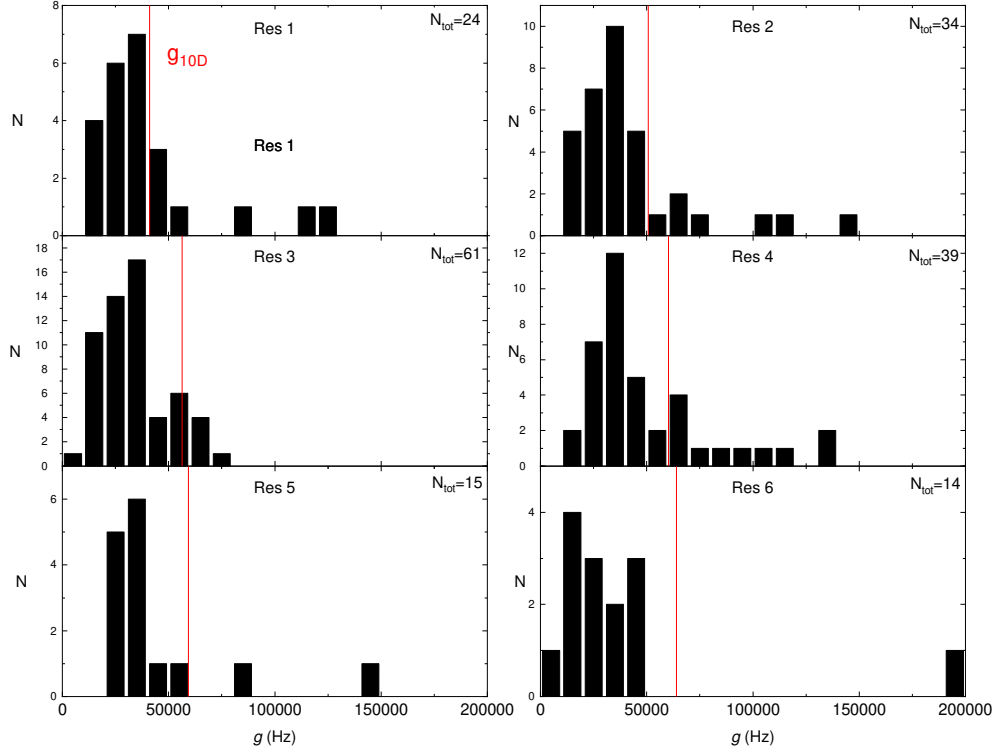 8
6
4
2
0
N
Res 1
N_tot=24
g_10D
Res 1
10
8
6
4
2
0
N
Res 2
N_tot=34
18
16
14
12
10
8
6
4
2
0
N
Res 3
N_tot=61
12
10
8
6
4
2
0
N
Res 4
N_tot=39
6
4
2
0
N
Res 5
N_tot=15
0 50000 100000 150000 200000
g (Hz)
4
2
0
N
Res 6
N_tot=14
0 50000 100000 150000 200000
g (Hz)